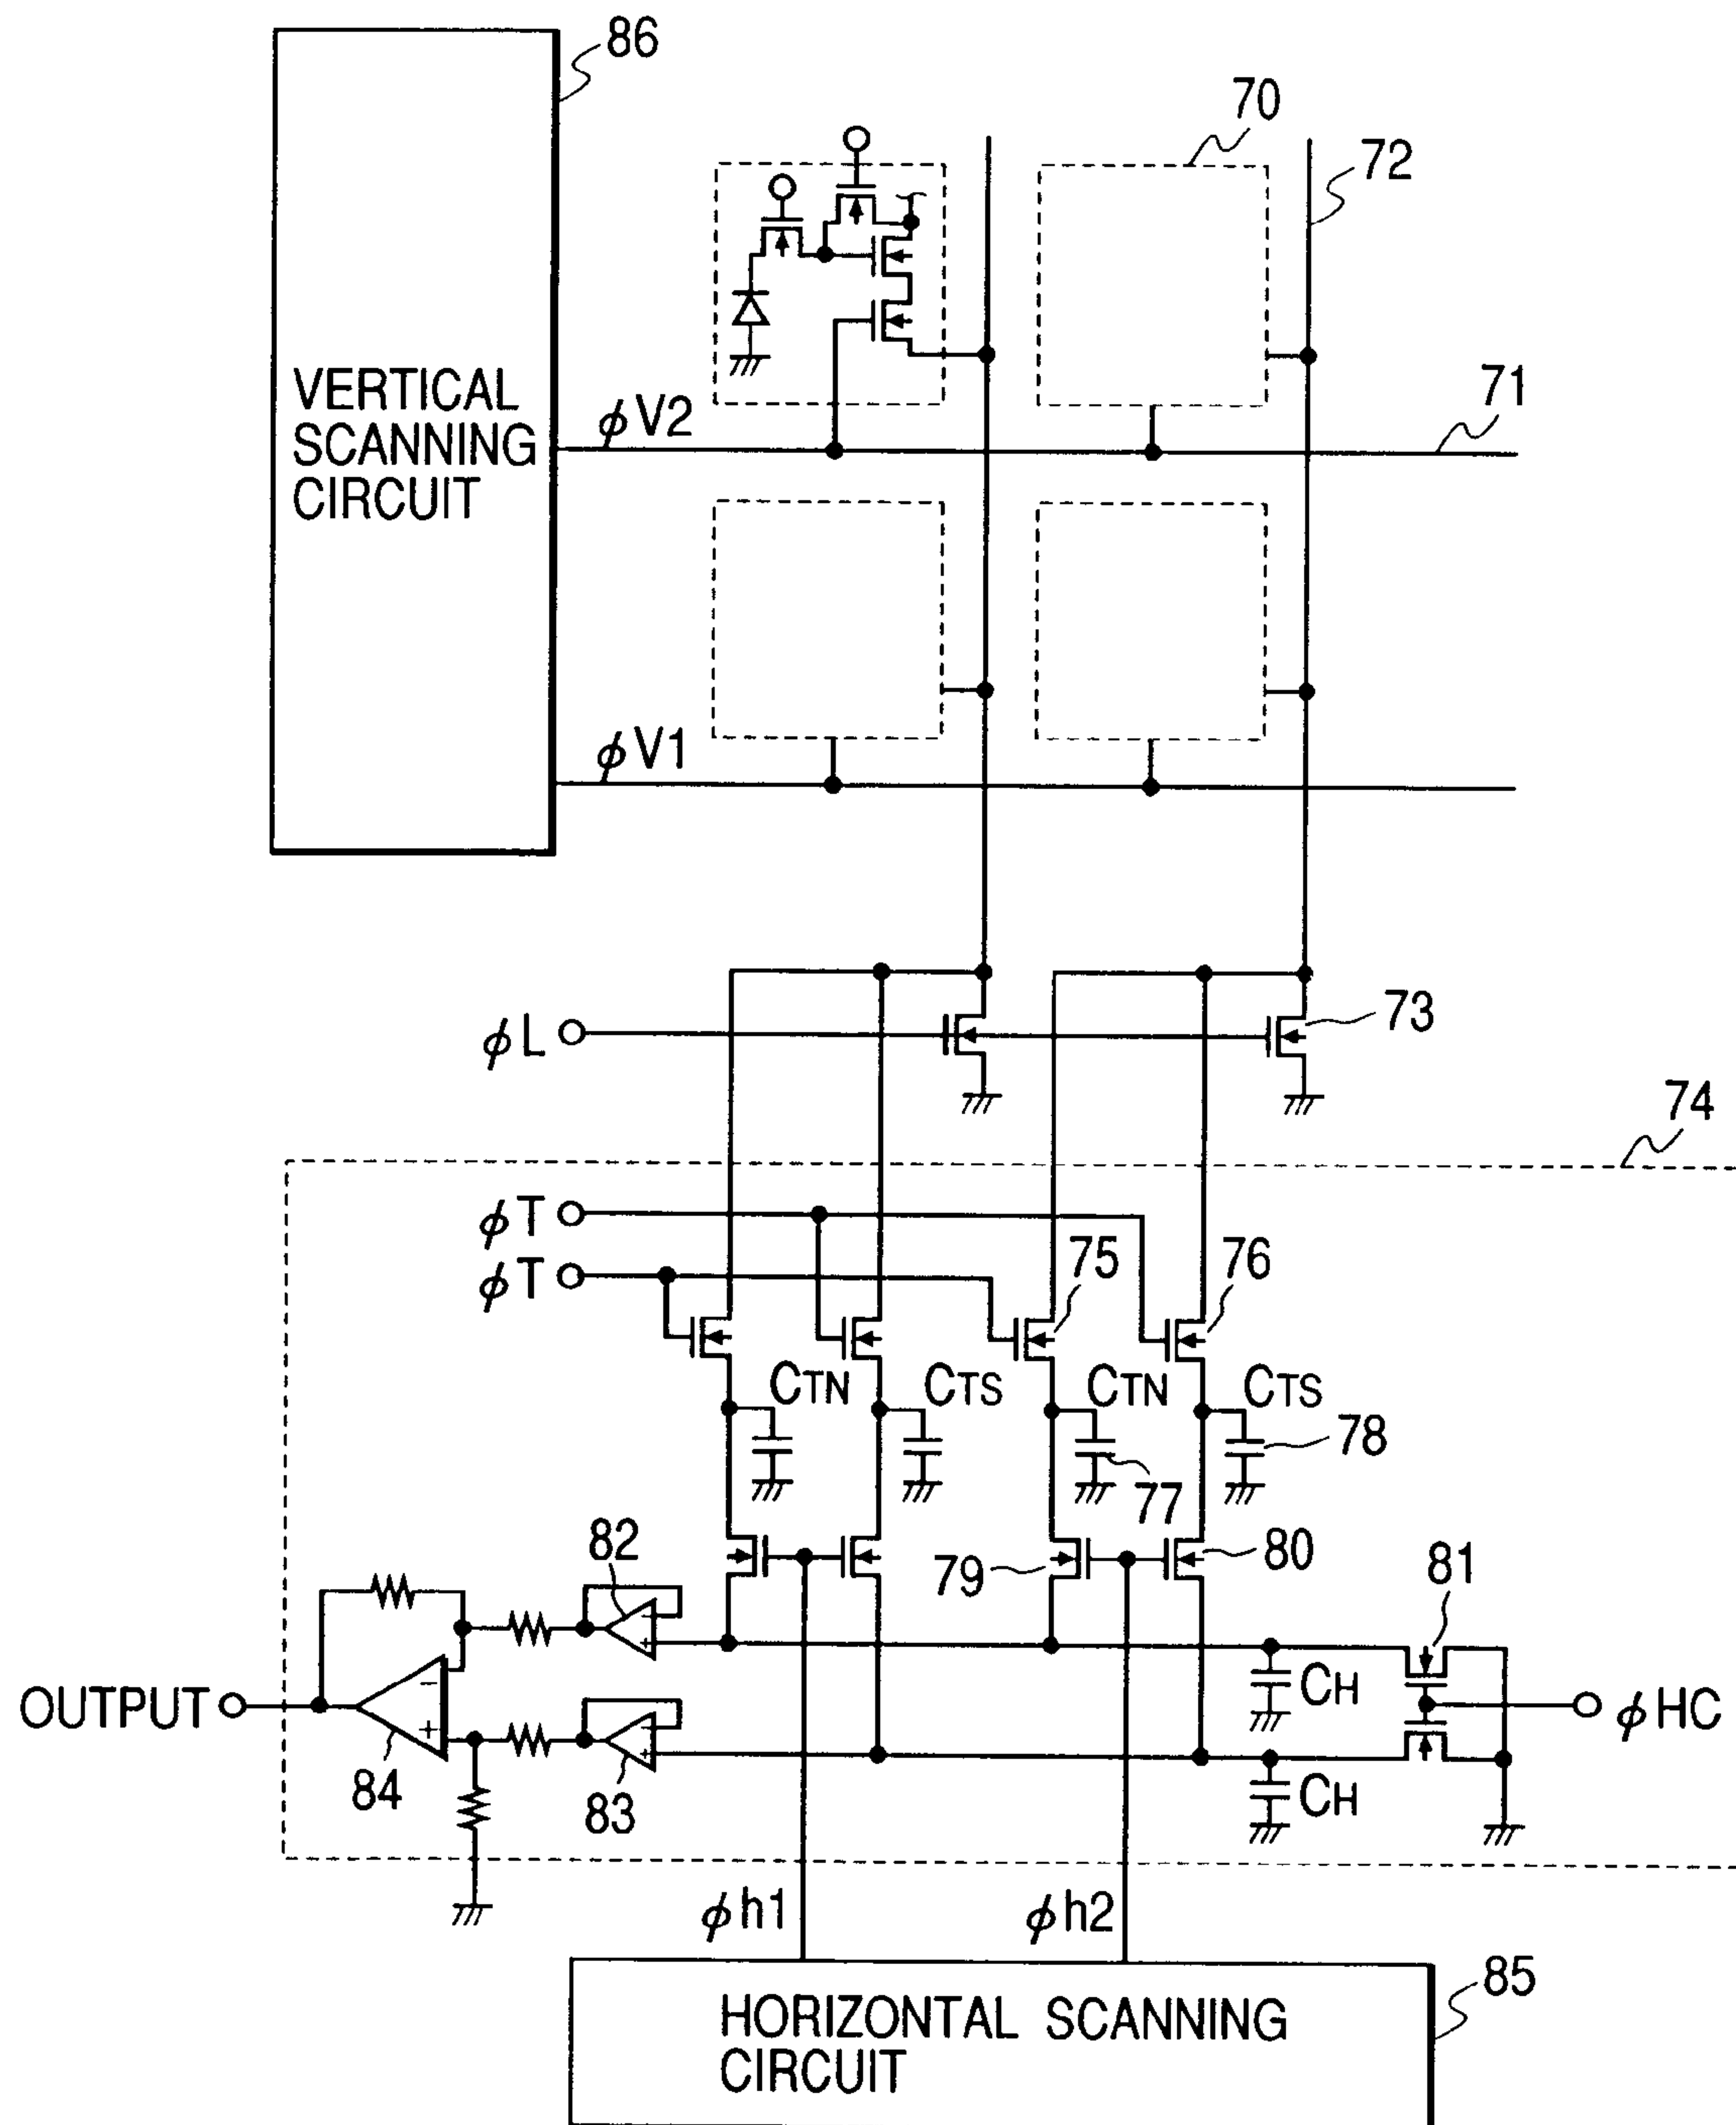 86
70
72
VERTICAL
SCANNING
CIRCUIT
ϕV2
71
ϕV1
ϕL
73
74
ϕT
ϕT
75
76
CTN
CTS
CTN
CTS
78
77
82
79
80
81
OUTPUT
−
+
−
+
−
+
84
83
CH
CH
ϕHC
ϕh1
ϕh2
85
HORIZONTAL SCANNING
CIRCUIT